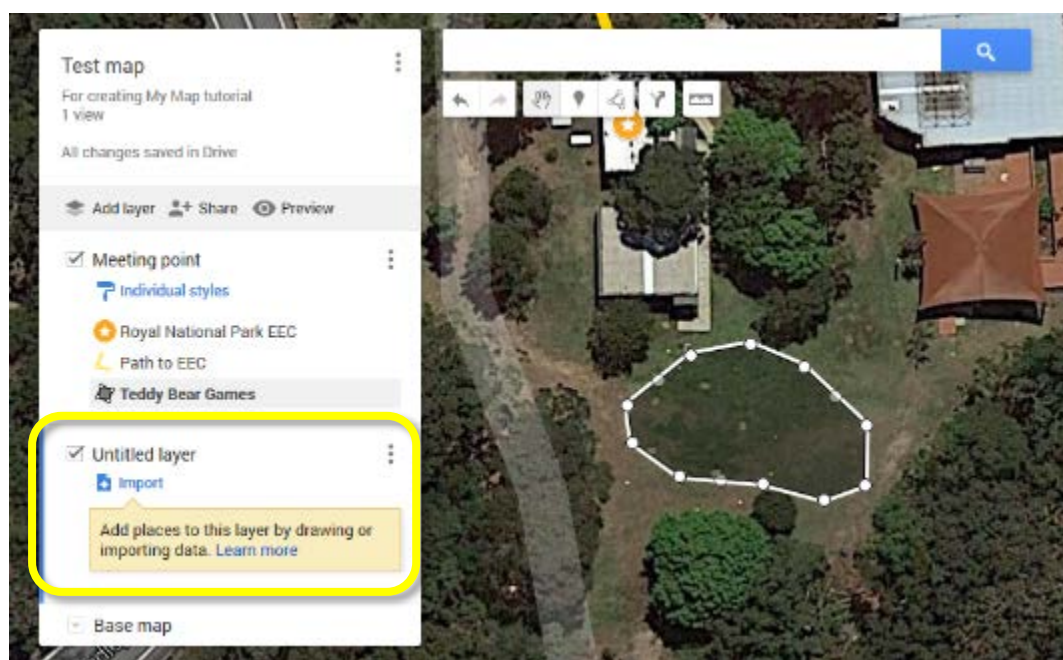 Test map
For creating My Map tutorial
1 view
All changes saved in Drive
Add layer Share Preview
Meeting point
Individual styles
Royal National Park EEC
Path to EEC
Teddy Bear Games
Untitled layer
Import
Add places to this layer by drawing or
importing data. Learn more
Base map